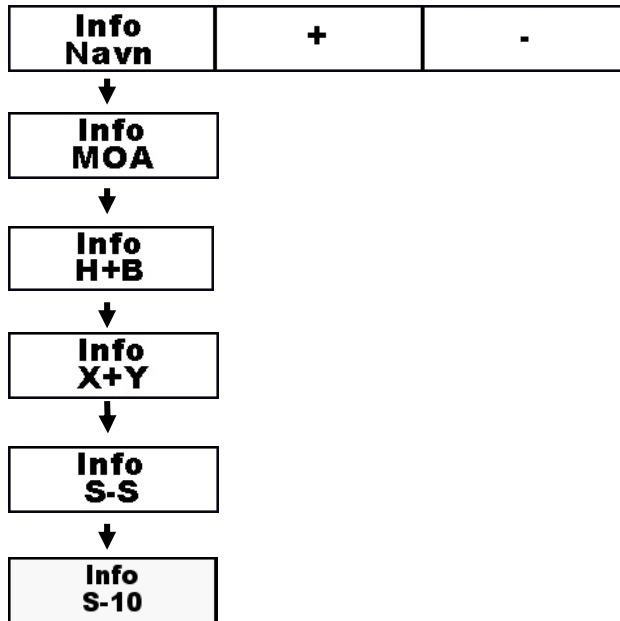 Info
Navn
+
-
Info
MOA
Info
H+B
Info
X+Y
Info
S-S
Info
S-10